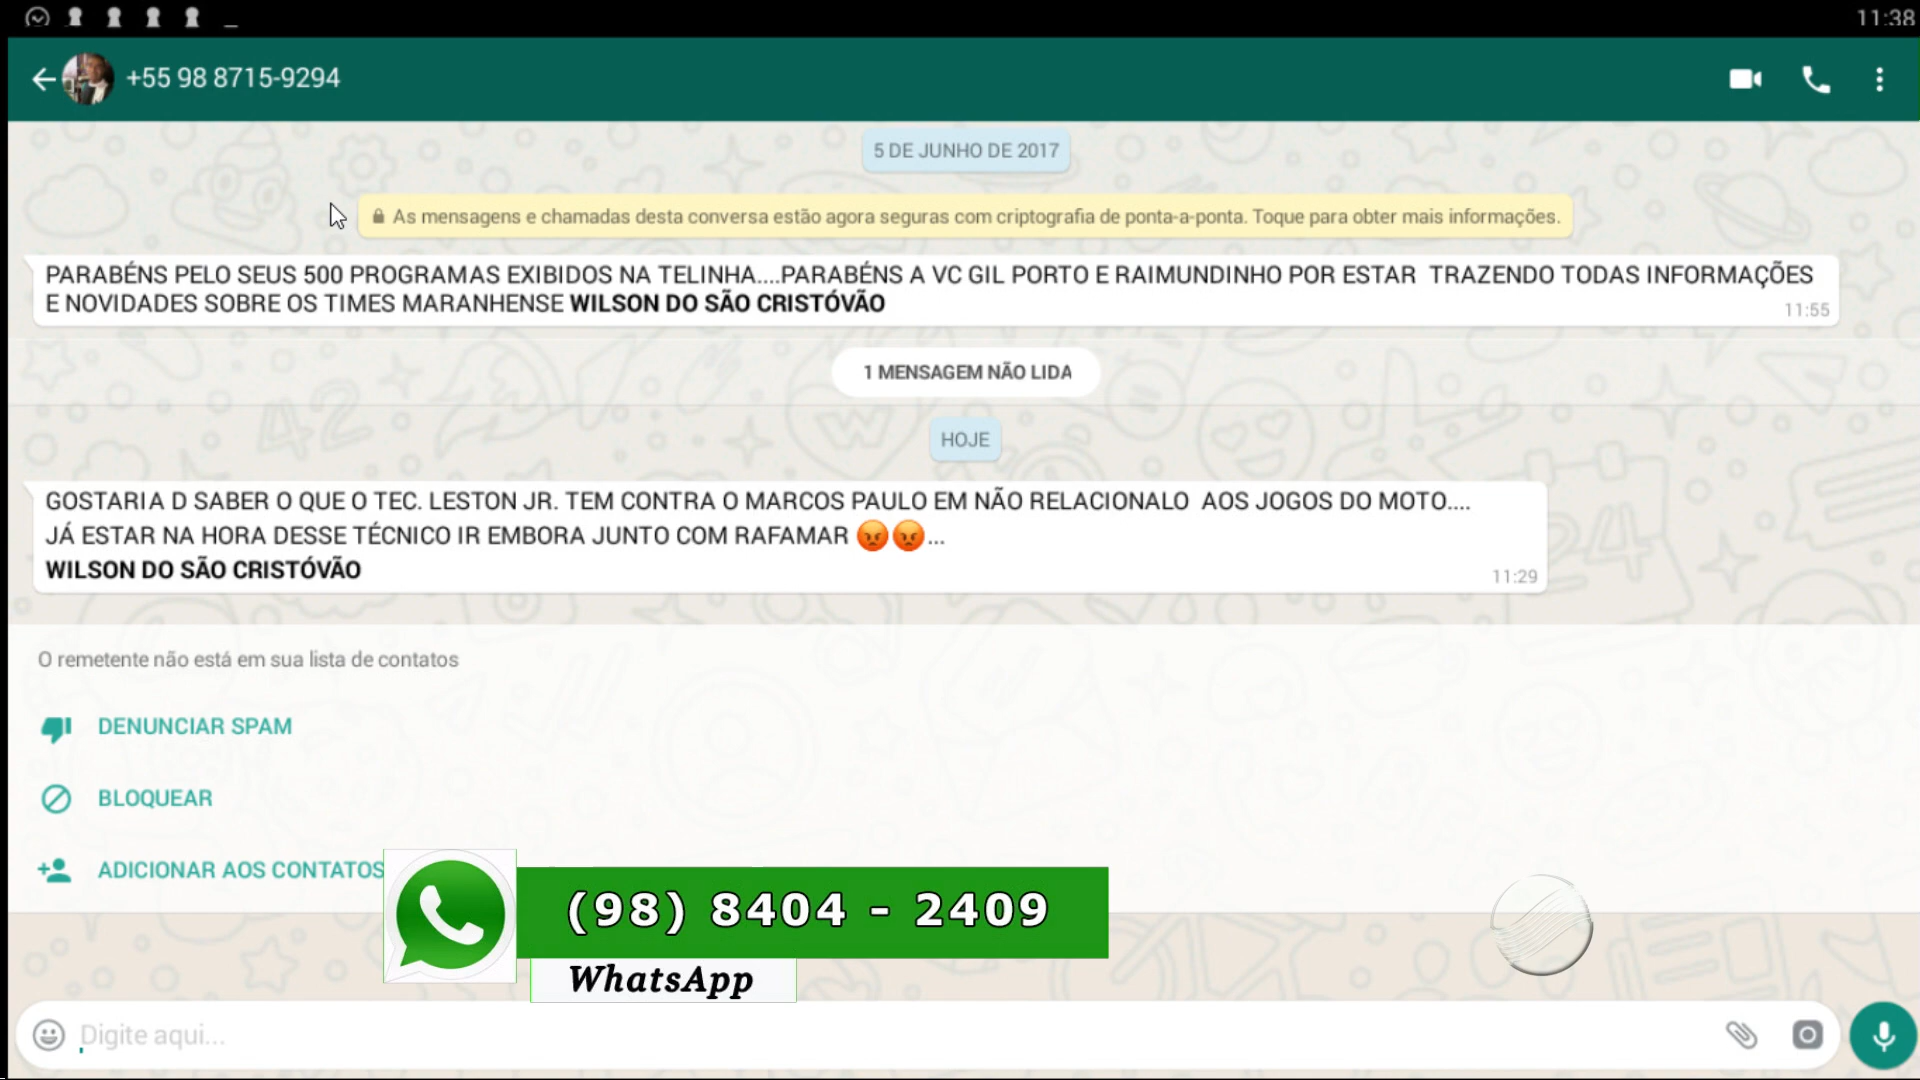 11:38
+55 98 8715-9294
5 DE JUNHO DE 2017
As mensagens e chamadas desta conversa estão agora seguras com criptografia de ponta-a-ponta. Toque para obter mais informações.
PARABÉNS PELO SEUS 500 PROGRAMAS EXIBIDOS NA TELINHA....PARABÉNS A VC GIL PORTO E RAIMUNDINHO POR ESTAR TRAZENDO TODAS INFORMAÇÕES
E NOVIDADES SOBRE OS TIMES MARANHENSE WILSON DO SÃO CRISTÓVÃO
11:55
1 MENSAGEM NÃO LIDA
HOJE
GOSTARIA D SABER O QUE O TEC. LESTON JR. TEM CONTRA O MARCOS PAULO EM NÃO RELACIONALO AOS JOGOS DO MOTO....
JÁ ESTAR NA HORA DESSE TÉCNICO IR EMBORA JUNTO COM RAFAMAR 😡😡...
WILSON DO SÃO CRISTÓVÃO
11:29
O remetente não está em sua lista de contatos
DENUNCIAR SPAM
BLOQUEAR
ADICIONAR AOS CONTATOS
(98) 8404 - 2409
WhatsApp
Digite aqui...